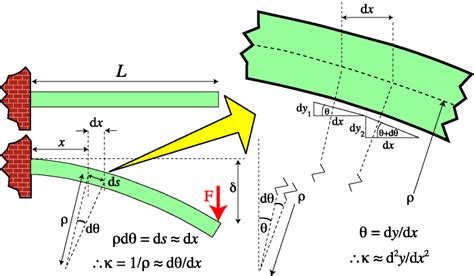 L
x
dx
ds
ρ
dθ
F
δ
ρdθ = ds ≈ dx
∴κ = 1/ρ ≈ dθ/dx
dx
dy₁
θ
dx
dy₂
θ+dθ
dx
dθ
θ
ρ
θ = dy/dx
∴κ ≈ d²y/dx²